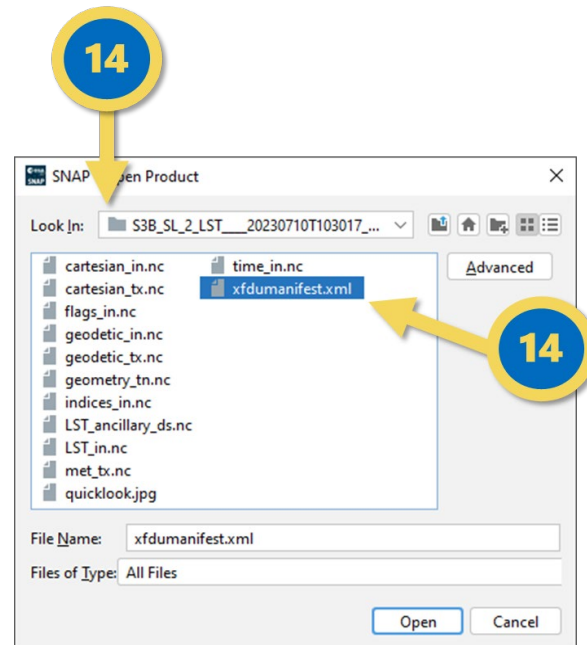 14
SNAP - Open Product
Look In: S3B_SL_2_LST____20230710T103017_...
cartesian_in.nc time_in.nc Advanced
cartesian_tx.nc xfdumanifest.xml
flags_in.nc
geodetic_in.nc
geodetic_tx.nc 14
geometry_tn.nc
indices_in.nc
LST_ancillary_ds.nc
LST_in.nc
met_tx.nc
quicklook.jpg
File Name: xfdumanifest.xml
Files of Type: All Files
Open Cancel